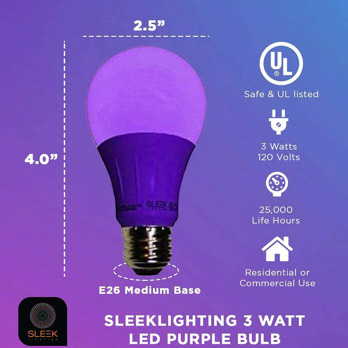 2.5”
4.0”
UL
®
Safe & UL listed
3 Watts
120 Volts
25,000
Life Hours
Residential or
Commercial Use
SLEEK
E26 Medium Base
SLEEK
LIGHTING
SLEEKLIGHTING 3 WATT
LED PURPLE BULB